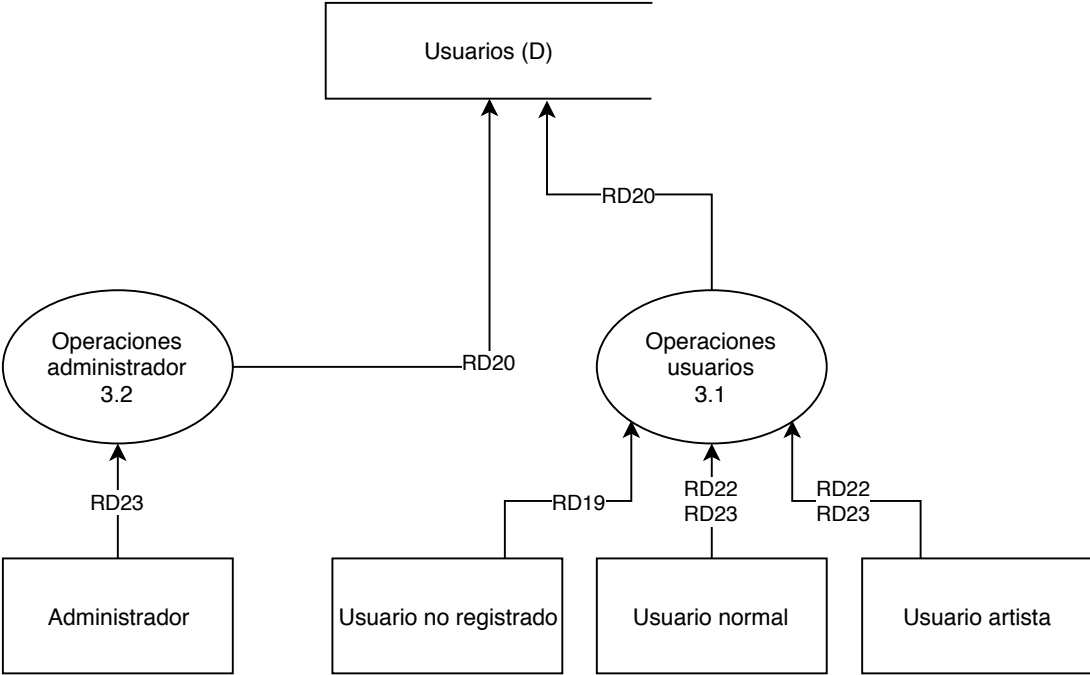 Usuarios (D)
RD20
Operaciones
administrador
3.2
Operaciones
usuarios
3.1
RD20
RD23
RD19
RD22
RD23
RD22
RD23
Administrador
Usuario no registrado
Usuario normal
Usuario artista